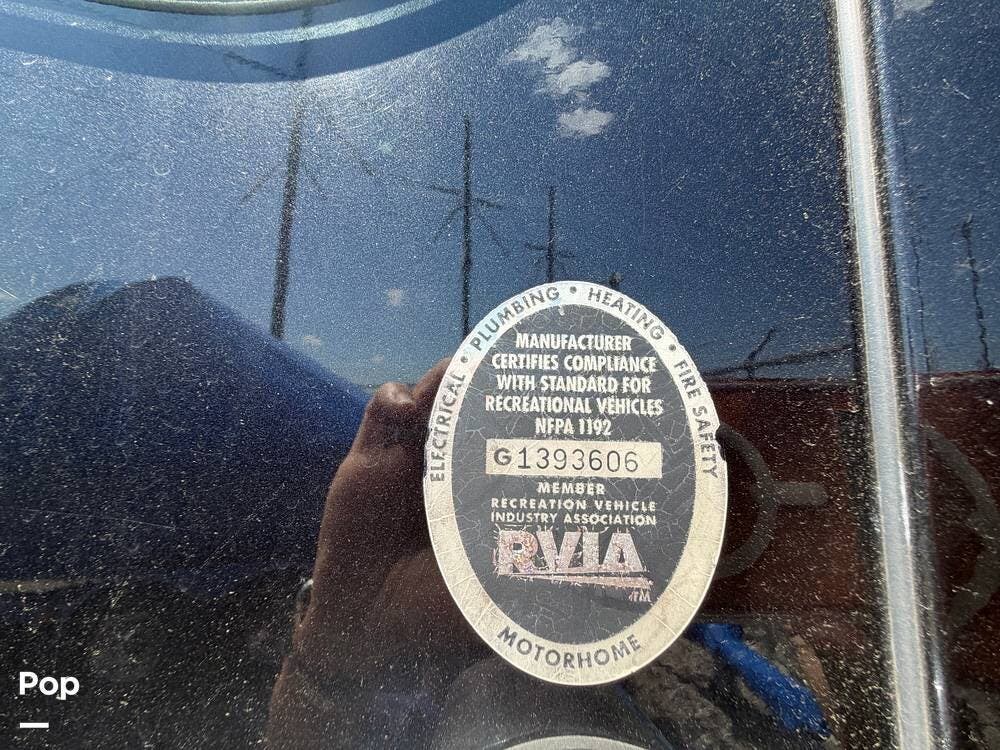 ELECTRICAL • PLUMBING • HEATING • FIRE SAFETY
MANUFACTURER
CERTIFIES COMPLIANCE
WITH STANDARD FOR
RECREATIONAL VEHICLES
NFPA 1192
G1393606
MEMBER
RECREATION VEHICLE
INDUSTRY ASSOCIATION
RVIA
TM
MOTORHOME
Pop